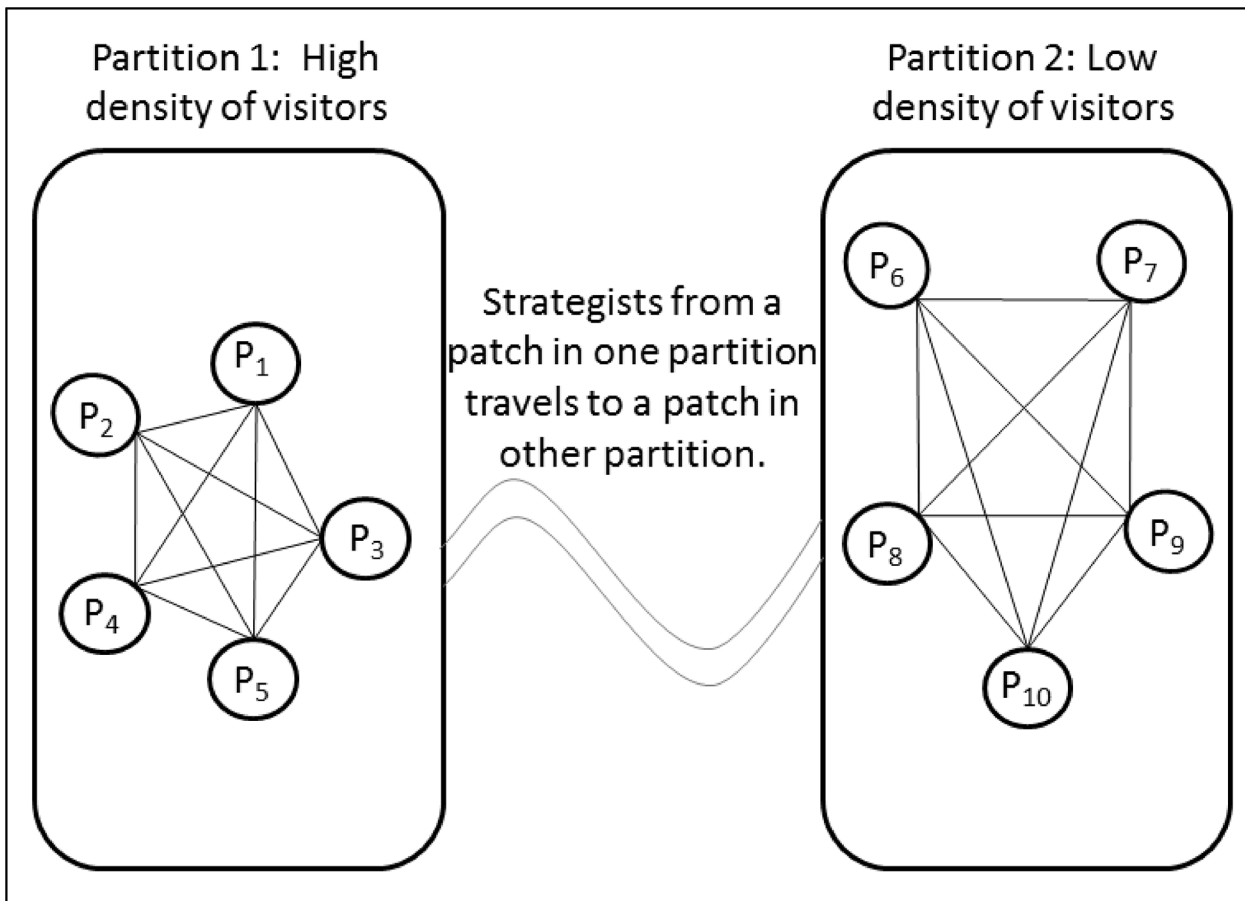 Partition 1:  High
density of visitors
Partition 2: Low
density of visitors
Strategists from a
patch in one partition
travels to a patch in
other partition.
P1
P2
P3
P4
P5
P6
P7
P8
P9
P10